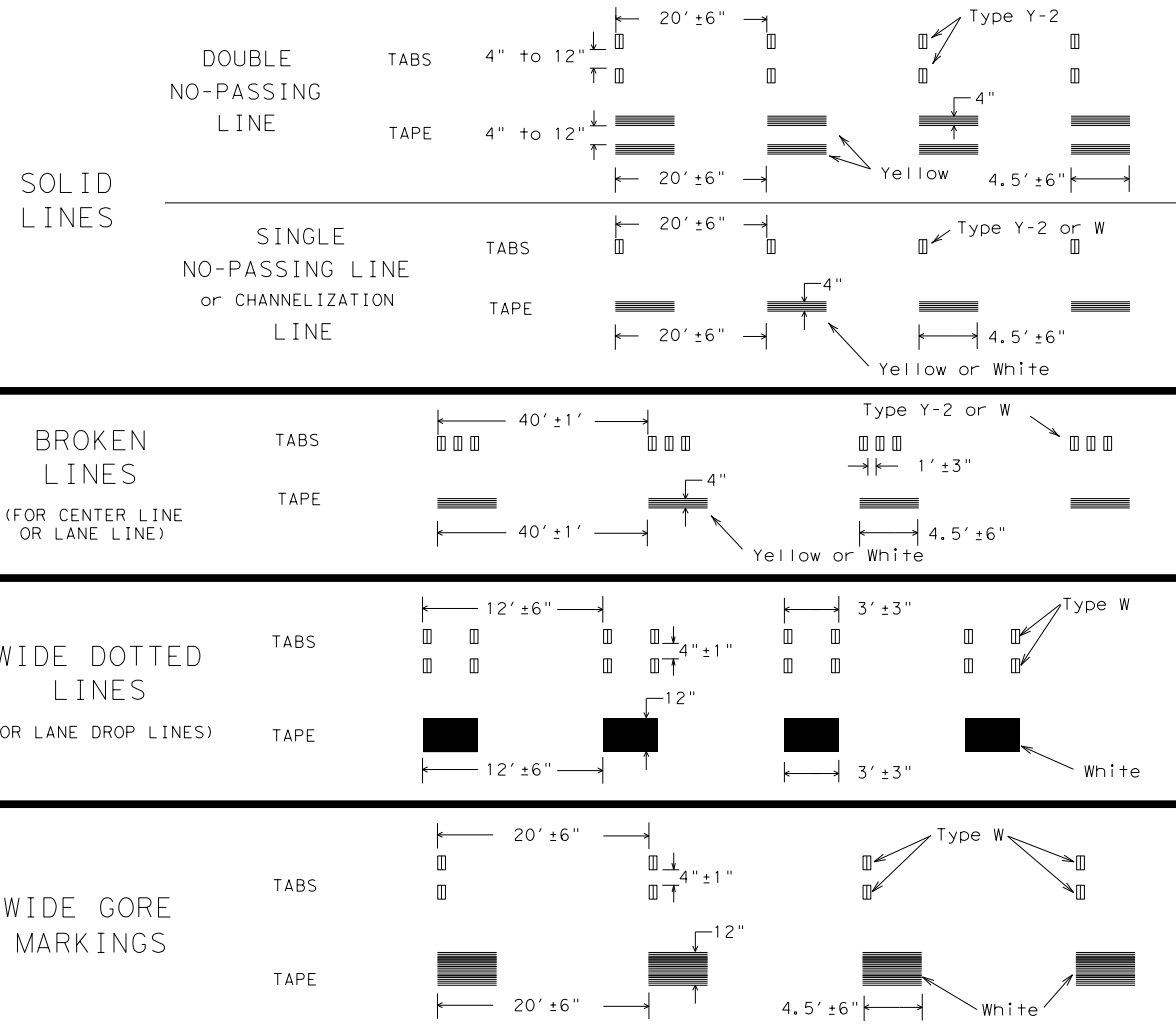 SOLID
LINES
DOUBLE
NO-PASSING
LINE
TABS
4" to 12"
20'±6"
Type Y-2
TAPE
4" to 12"
4"
20'±6"
Yellow
4.5'±6"
SINGLE
NO-PASSING LINE
or CHANNELIZATION
LINE
TABS
20'±6"
Type Y-2 or W
TAPE
4"
20'±6"
4.5'±6"
Yellow or White
BROKEN
LINES
(FOR CENTER LINE
OR LANE LINE)
TABS
40'±1'
Type Y-2 or W
1'±3"
TAPE
4"
40'±1'
4.5'±6"
Yellow or White
WIDE DOTTED
LINES
OR LANE DROP LINES)
TABS
12'±6"
3'±3"
Type W
4"±1"
TAPE
12"
12'±6"
3'±3"
White
WIDE GORE
MARKINGS
TABS
20'±6"
Type W
4"±1"
TAPE
12"
20'±6"
4.5'±6"
White